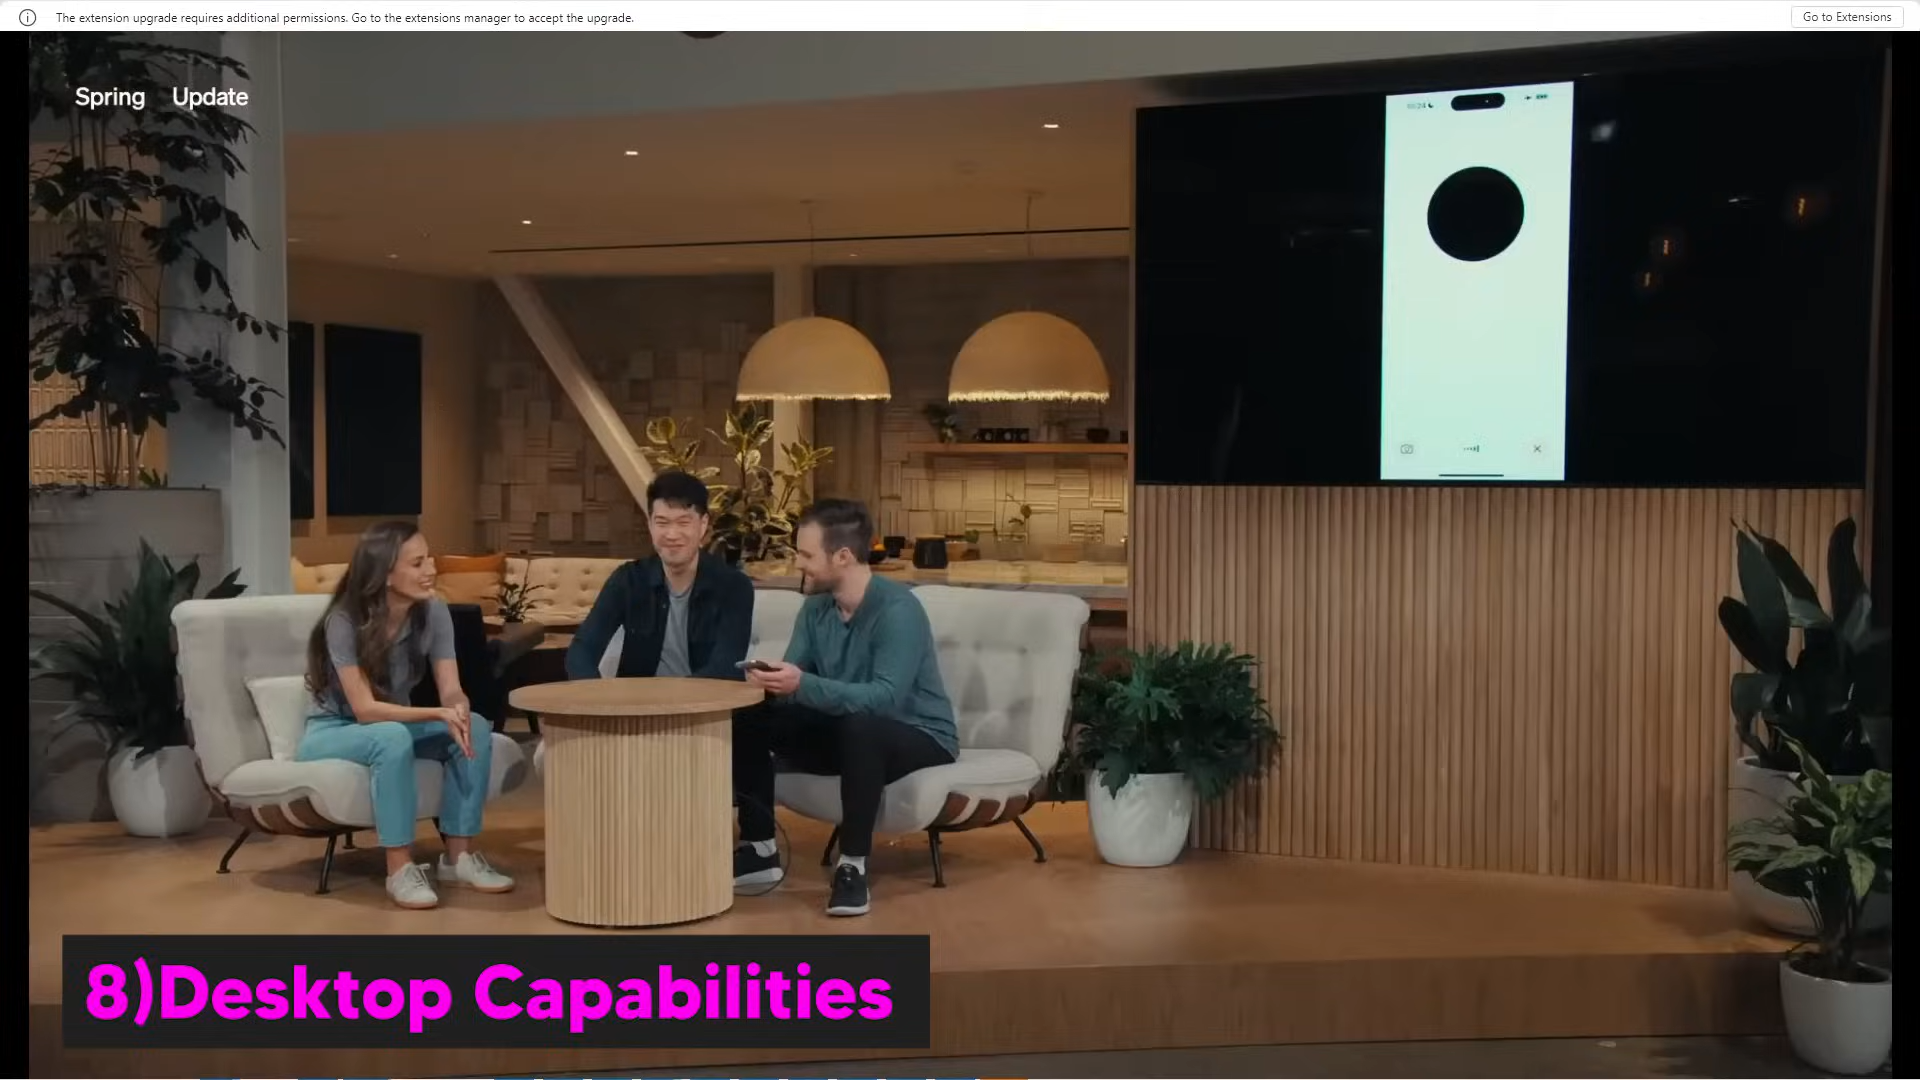 The extension upgrade requires additional permissions. Go to the extensions manager to accept the upgrade.
Go to Extensions
Spring Update
8)Desktop Capabilities